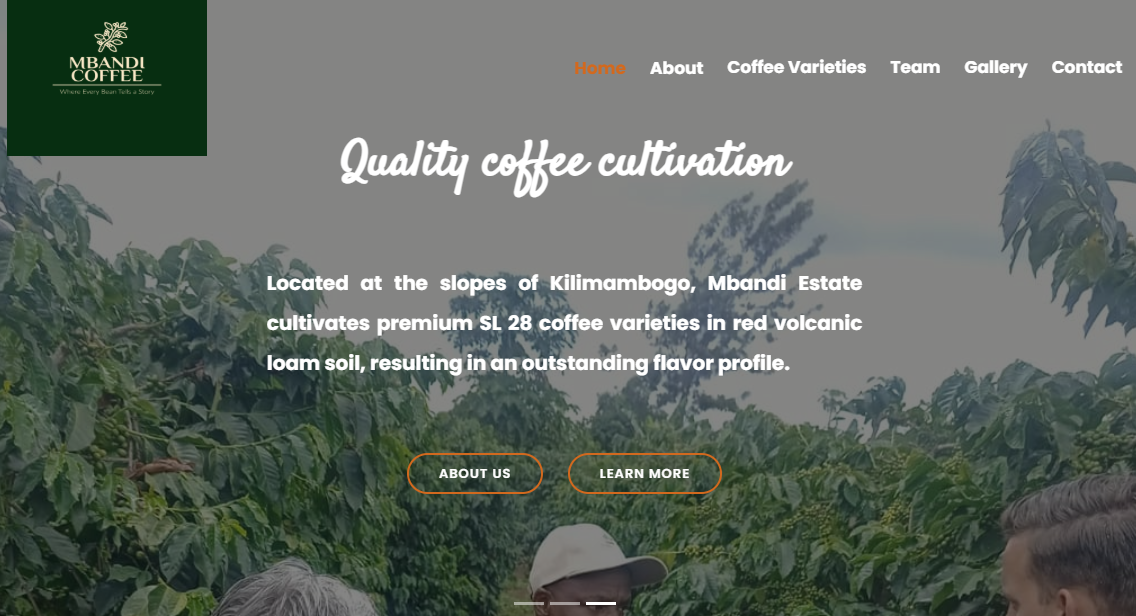 MBANDI
COFFEE
Where Every Bean Tells a Story
Home About Coffee Varieties Team Gallery Contact
Quality coffee cultivation
Located at the slopes of Kilimambogo, Mbandi Estate
cultivates premium SL 28 coffee varieties in red volcanic
loam soil, resulting in an outstanding flavor profile.
ABOUT US LEARN MORE